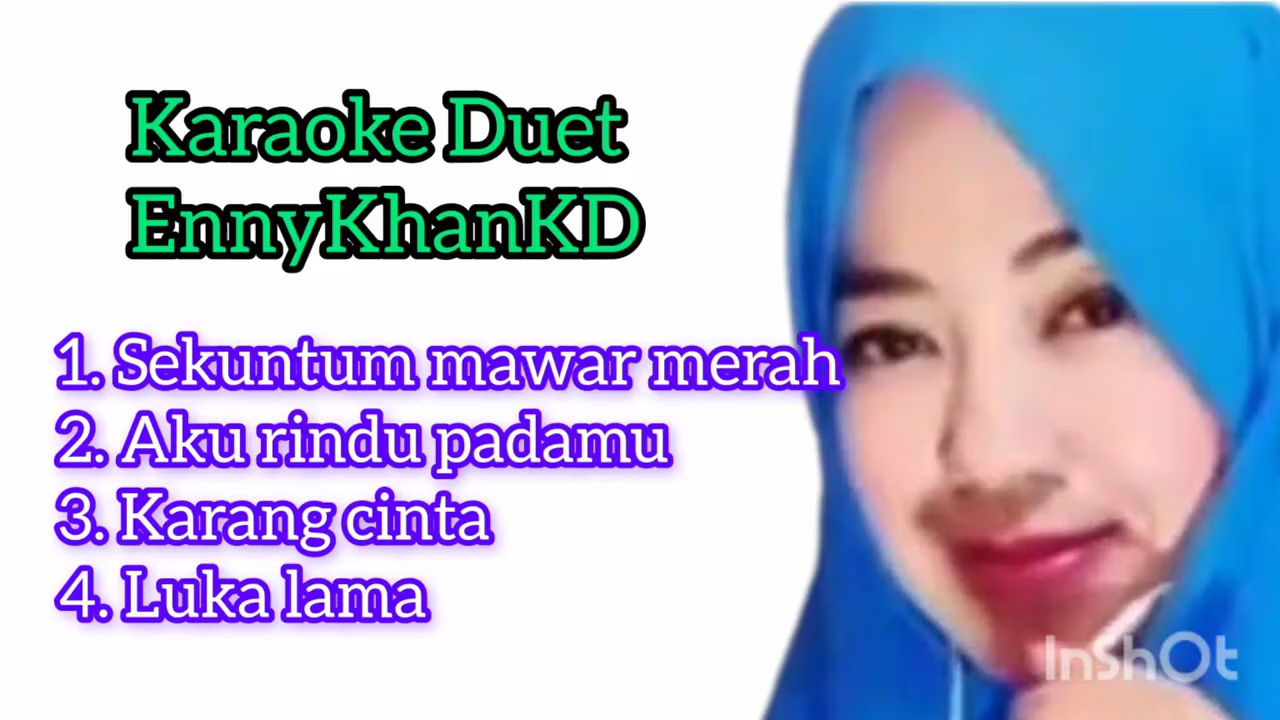 Karaoke Duet
EnnyKhanKD
1. Sekuntum mawar merah
2. Aku rindu padamu
3. Karang cinta
4. Luka lama
InShOt